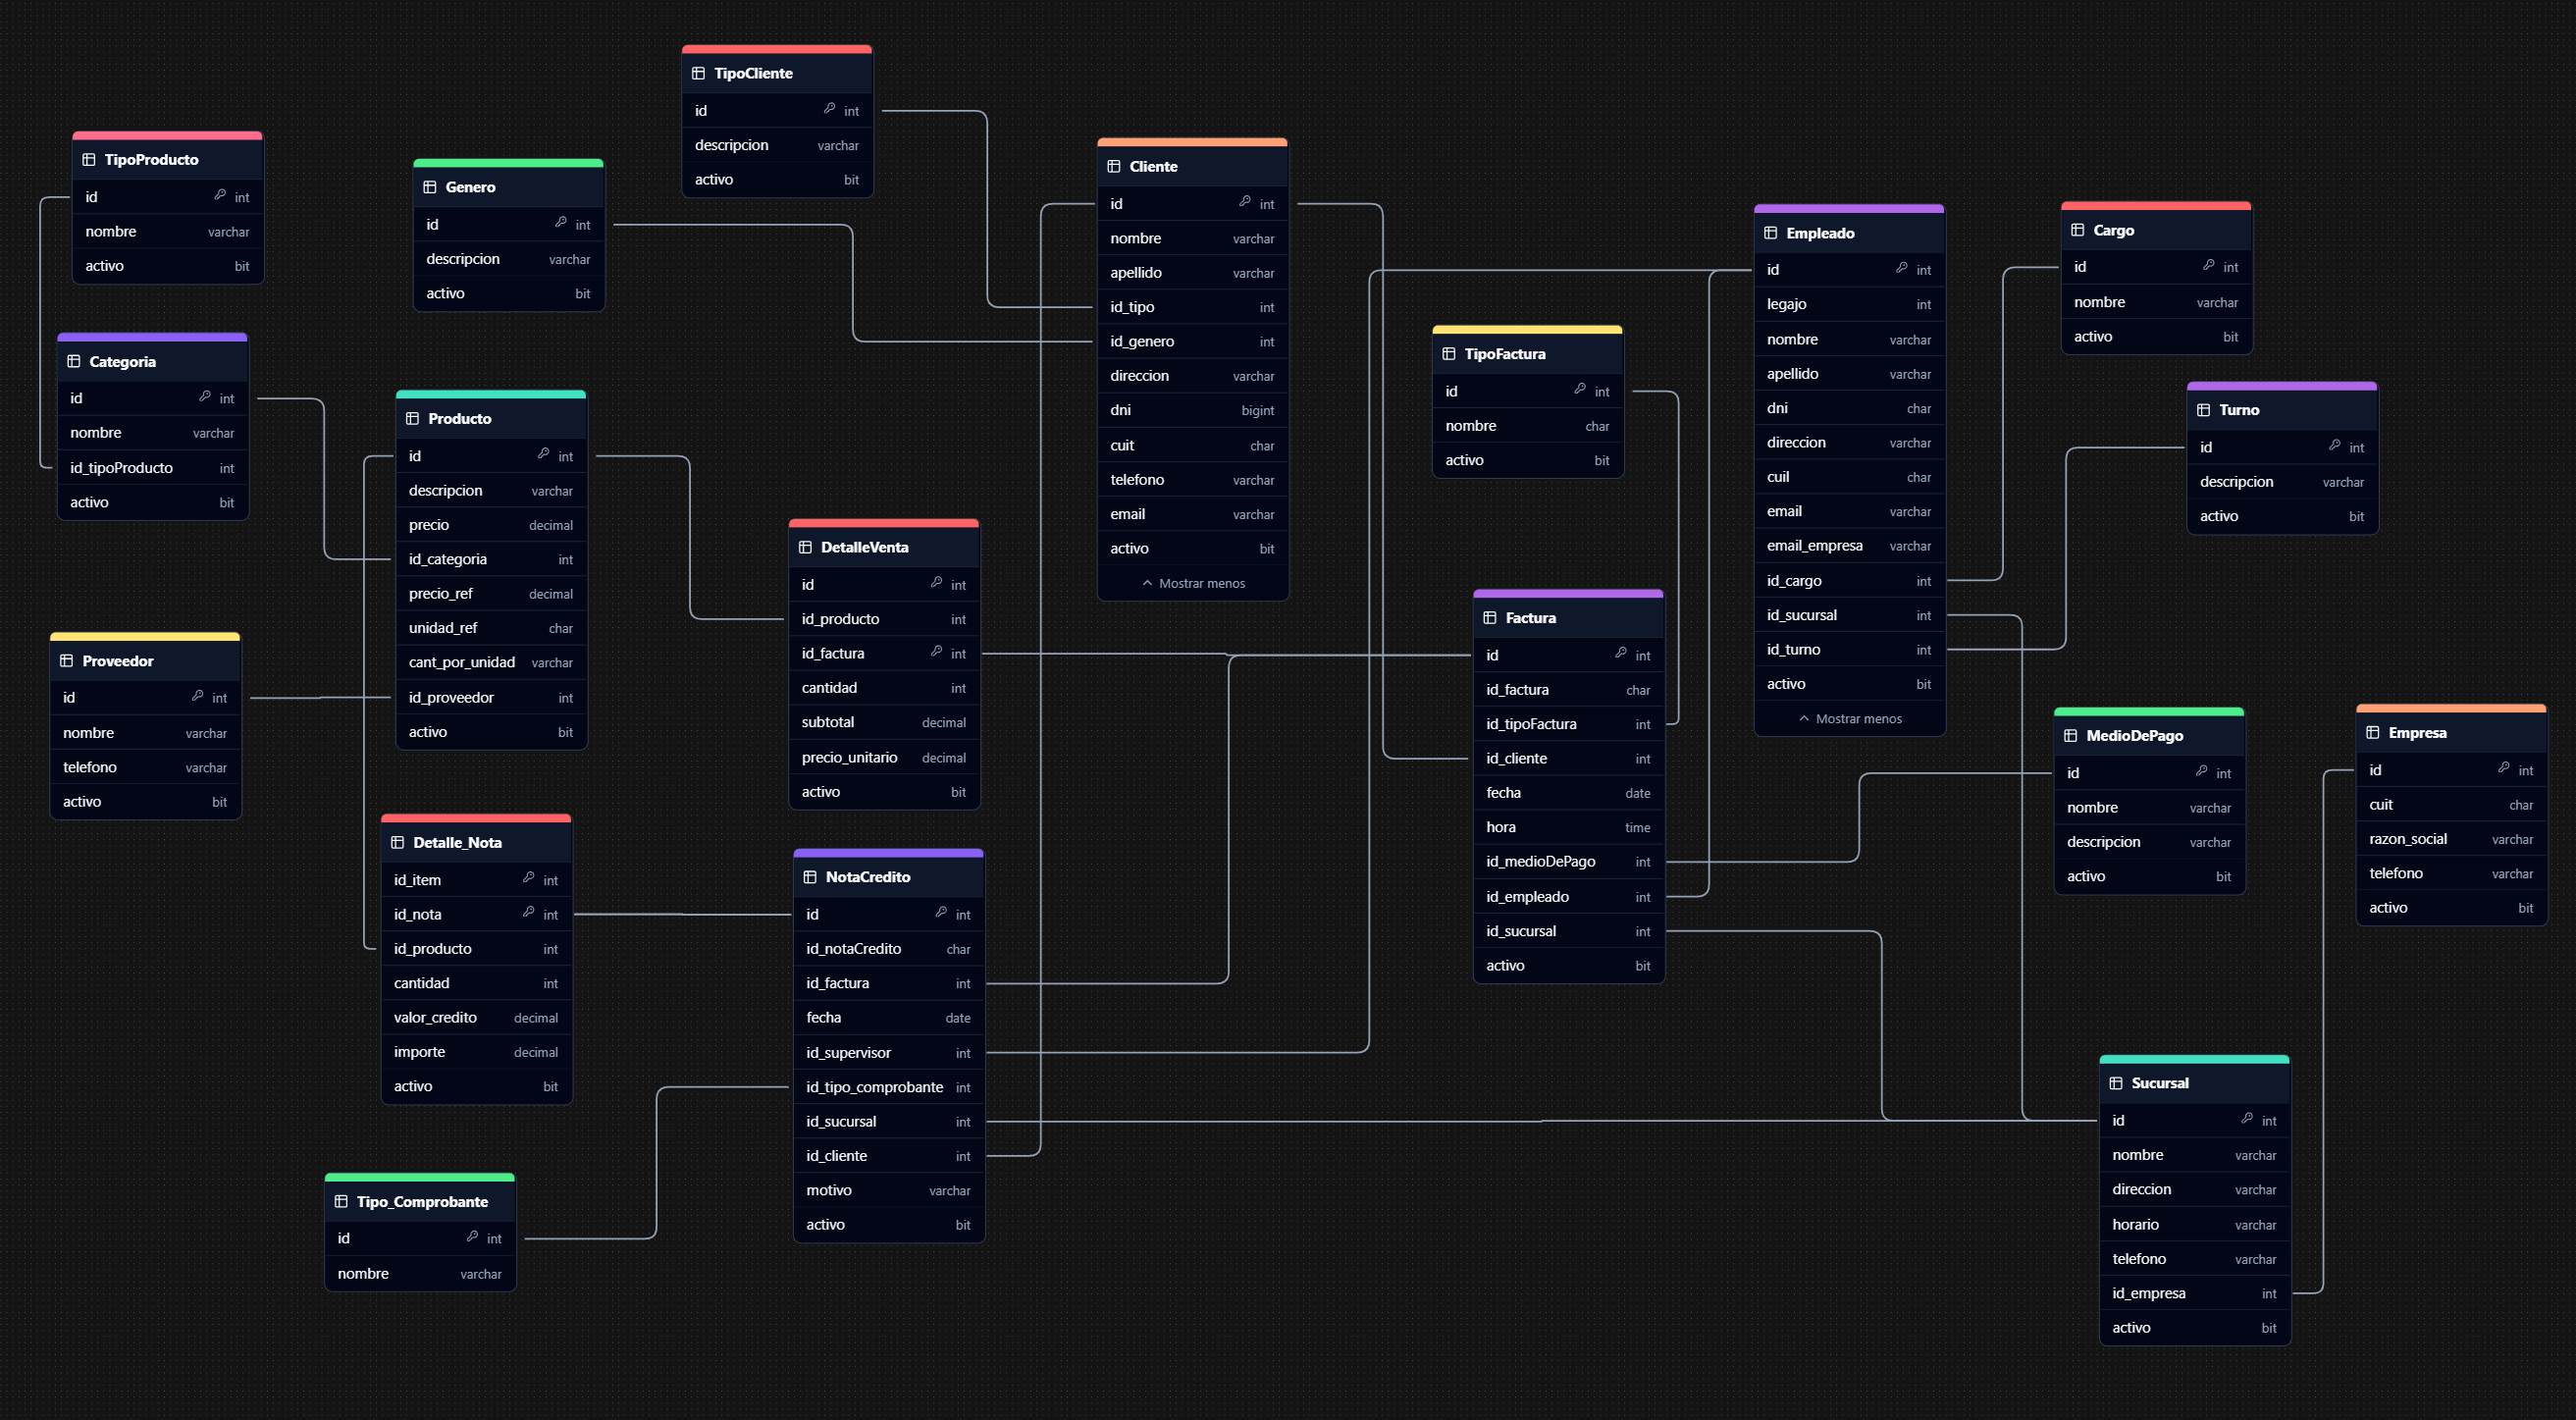 TipoCliente
id int
descripcion varchar
activo bit
TipoProducto
id int
nombre varchar
activo bit
Genero
id int
descripcion varchar
activo bit
Cliente
id int
nombre varchar
apellido varchar
id_tipo int
id_genero int
direccion varchar
dni bigint
cuit char
telefono varchar
email varchar
activo bit
Mostrar menos
Empleado
id int
legajo int
nombre varchar
apellido varchar
dni char
direccion varchar
cuil char
email varchar
email_empresa varchar
id_cargo int
id_sucursal int
id_turno int
activo bit
Mostrar menos
Cargo
id int
nombre varchar
activo bit
Categoria
id int
nombre varchar
id_tipoProducto int
activo bit
Producto
id int
descripcion varchar
precio decimal
id_categoria int
precio_ref decimal
unidad_ref char
cant_por_unidad varchar
id_proveedor int
activo bit
TipoFactura
id int
nombre char
activo bit
Turno
id int
descripcion varchar
activo bit
DetalleVenta
id int
id_producto int
id_factura int
cantidad int
subtotal decimal
precio_unitario decimal
activo bit
Factura
id int
id_factura char
id_tipoFactura int
id_cliente int
fecha date
hora time
id_medioDePago int
id_empleado int
id_sucursal int
activo bit
Proveedor
id int
nombre varchar
telefono varchar
activo bit
MedioDePago
id int
nombre varchar
descripcion varchar
activo bit
Empresa
id int
cuit char
razon_social varchar
telefono varchar
activo bit
Detalle_Nota
id_item int
id_nota int
id_producto int
cantidad int
valor_credito decimal
importe decimal
activo bit
NotaCredito
id int
id_notaCredito char
id_factura int
fecha date
id_supervisor int
id_tipo_comprobante int
id_sucursal int
id_cliente int
motivo varchar
activo bit
Sucursal
id int
nombre varchar
direccion varchar
horario varchar
telefono varchar
id_empresa int
activo bit
Tipo_Comprobante
id int
nombre varchar